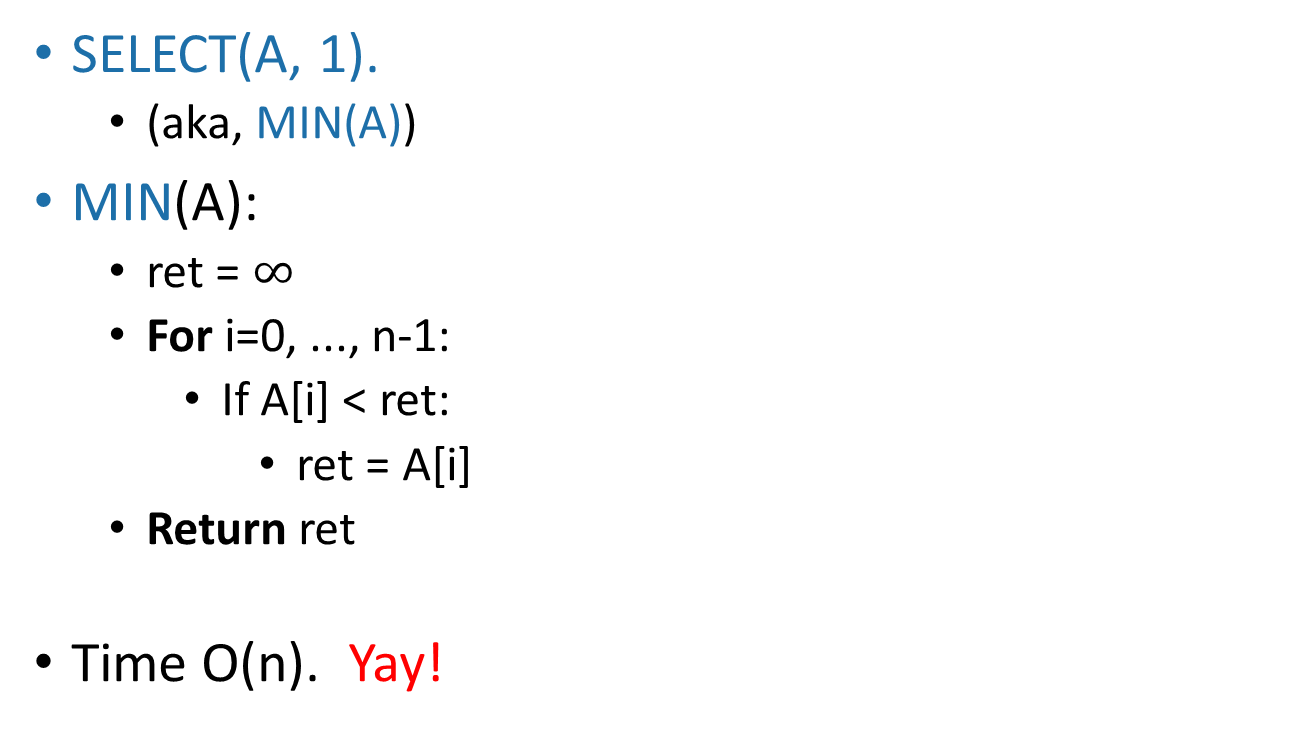 • SELECT(A, 1).
• (aka, MIN(A))
• MIN(A):
• ret = ∞
• For i=0, ..., n-1:
• If A[i] < ret:
• ret = A[i]
• Return ret
• Time O(n). Yay!